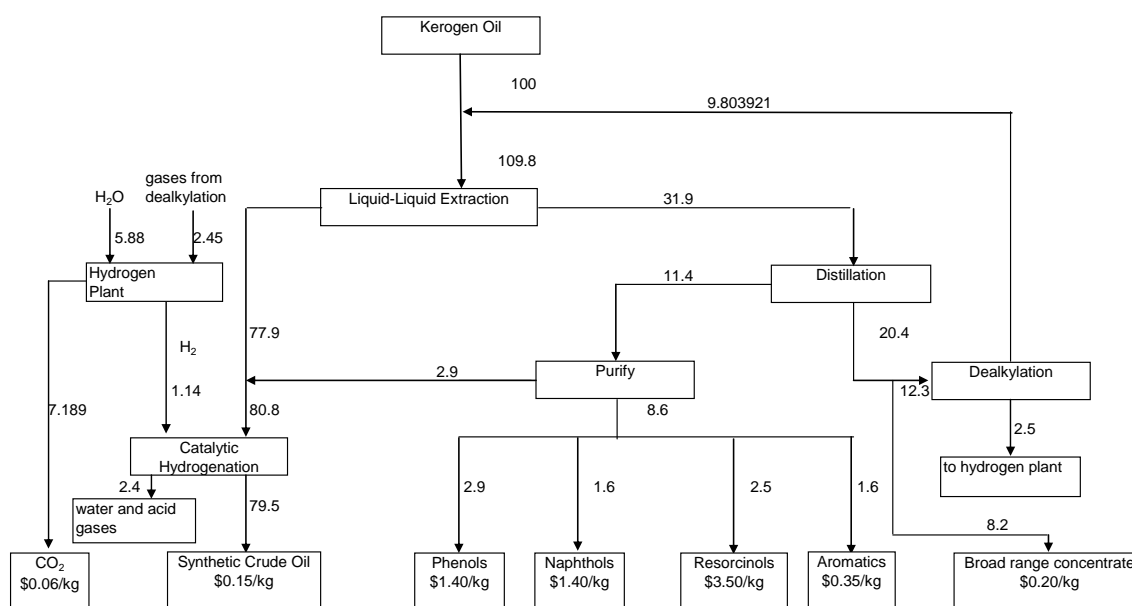 Kerogen Oil
100
9.803921
109.8
gases from
dealkylation
H₂O
Liquid-Liquid Extraction
31.9
5.88
2.45
Hydrogen
Plant
Distillation
11.4
77.9
20.4
H₂
2.9
Purify
Dealkylation
12.3
1.14
7.189
80.8
8.6
2.5
Catalytic
Hydrogenation
to hydrogen plant
2.4
79.5
2.9
1.6
2.5
1.6
water and acid
gases
8.2
CO₂
$0.06/kg
Synthetic Crude Oil
$0.15/kg
Phenols
$1.40/kg
Naphthols
$1.40/kg
Resorcinols
$3.50/kg
Aromatics
$0.35/kg
Broad range concentrate
$0.20/kg